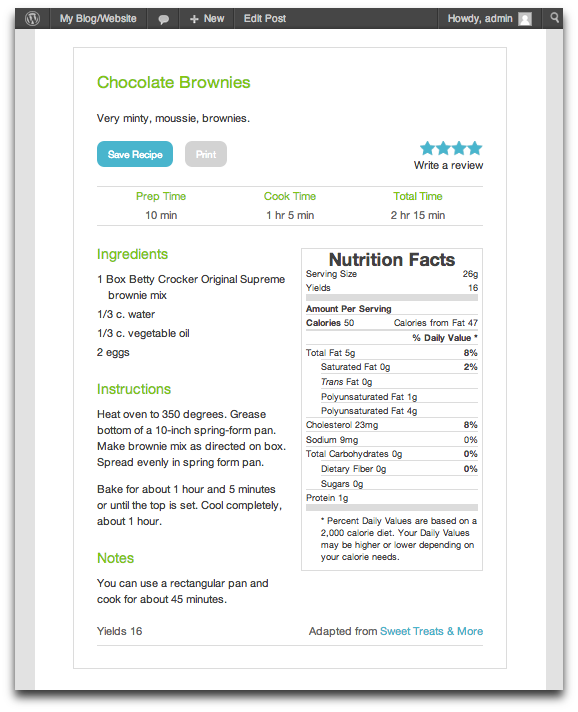 My Blog/Website + New Edit Post Howdy, admin
Chocolate Brownies
Very minty, moussie, brownies.
Save Recipe Print
Write a review
Prep Time Cook Time Total Time
10 min 1 hr 5 min 2 hr 15 min
Ingredients
1 Box Betty Crocker Original Supreme
brownie mix
1/3 c. water
1/3 c. vegetable oil
2 eggs
Instructions
Heat oven to 350 degrees. Grease
bottom of a 10-inch spring-form pan.
Make brownie mix as directed on box.
Spread evenly in spring form pan.
Bake for about 1 hour and 5 minutes
or until the top is set. Cool completely,
about 1 hour.
Notes
You can use a rectangular pan and
cook for about 45 minutes.
Nutrition Facts
Serving Size 26g
Yields 16
Amount Per Serving
Calories 50 Calories from Fat 47
% Daily Value *
Total Fat 5g 8%
Saturated Fat 0g 2%
Trans Fat 0g
Polyunsaturated Fat 1g
Polyunsaturated Fat 4g
Cholesterol 23mg 8%
Sodium 9mg 0%
Total Carbohydrates 0g 0%
Dietary Fiber 0g 0%
Sugars 0g
Protein 1g
* Percent Daily Values are based on a
2,000 calorie diet. Your Daily Values
may be higher or lower depending on
your calorie needs.
Yields 16 Adapted from Sweet Treats & More